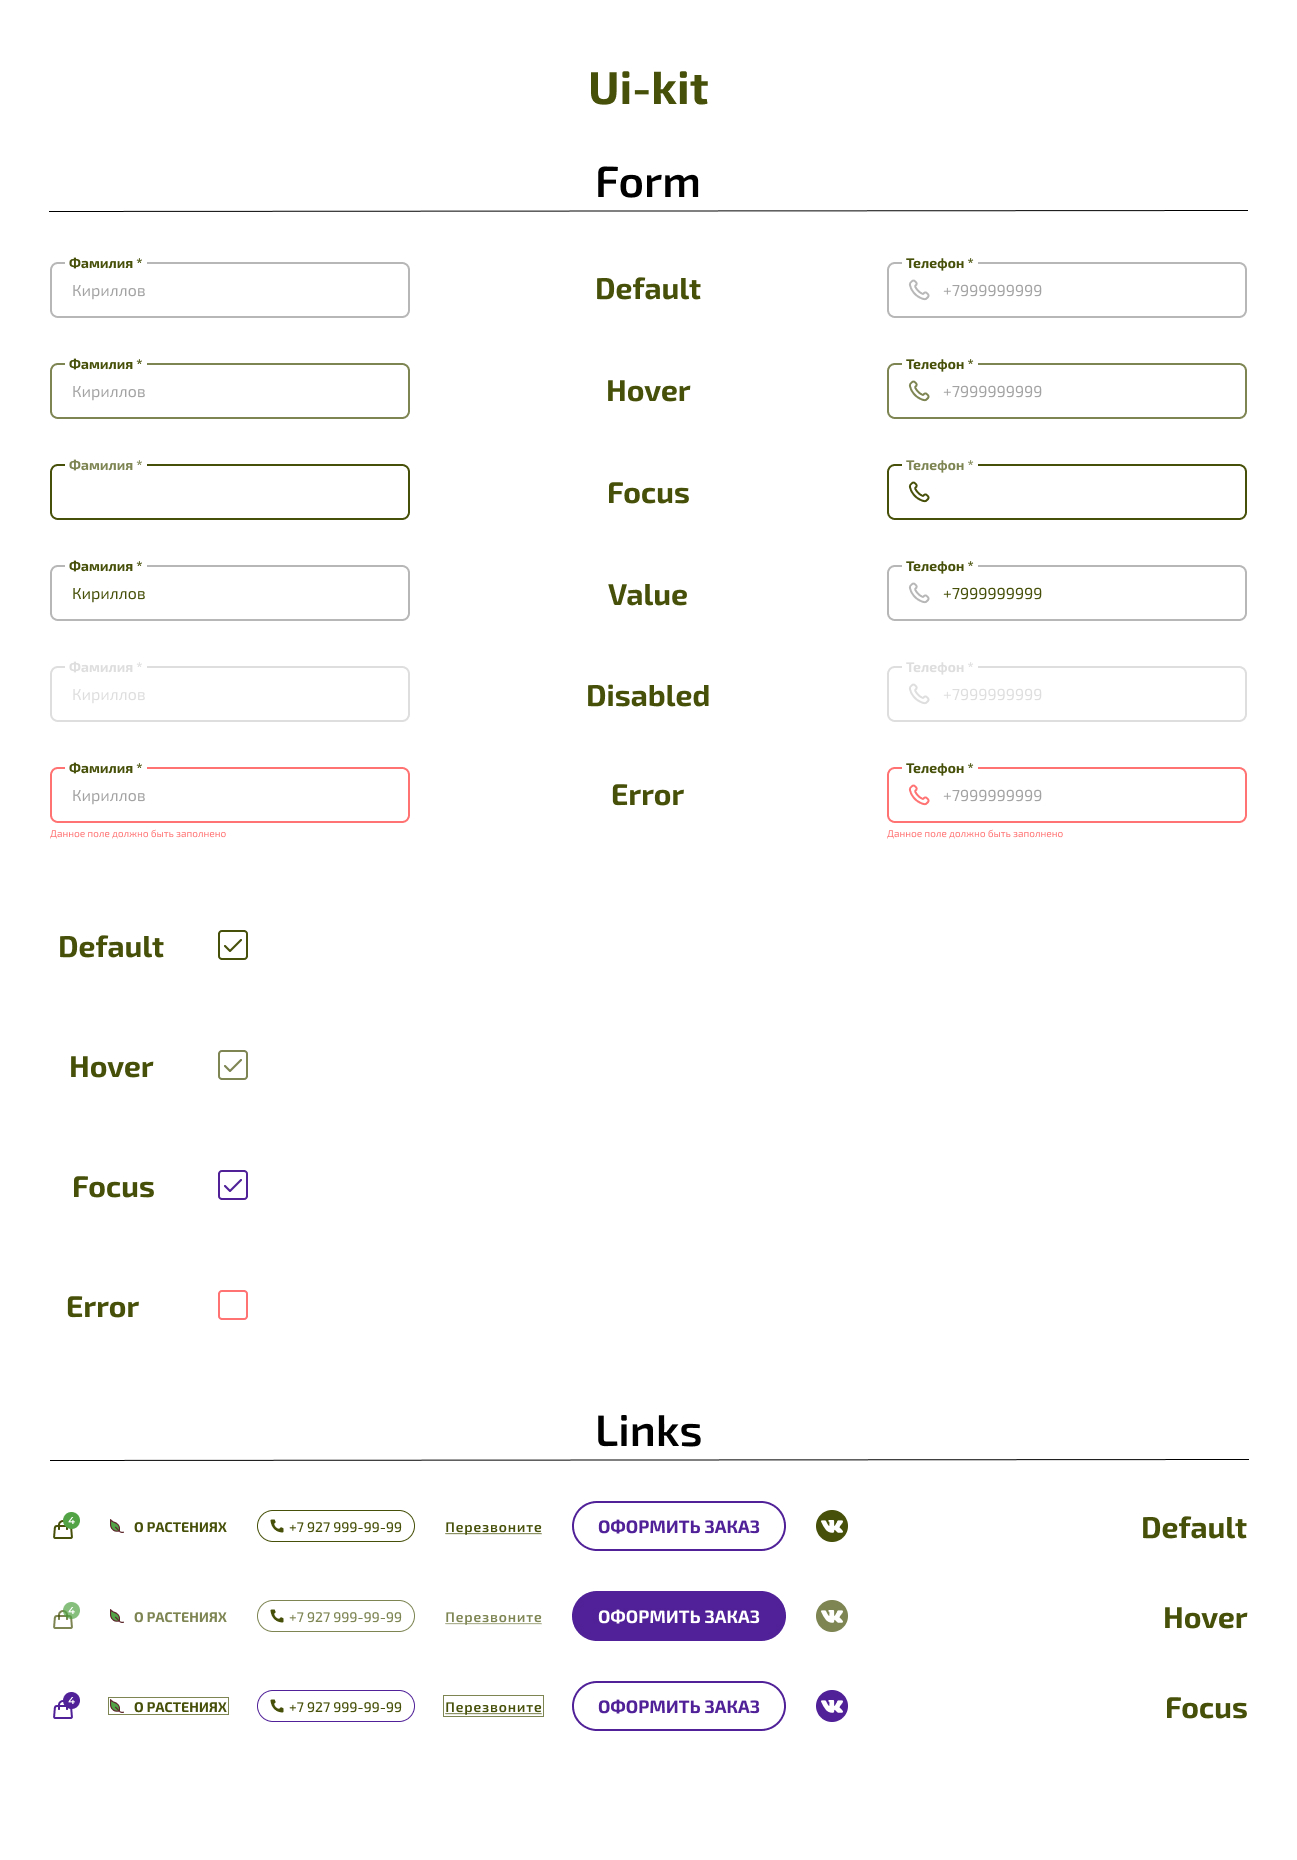 Ui-kit
Form
Фамилия *
Кириллов
Default
Телефон *
+7999999999
Фамилия *
Кириллов
Hover
Телефон *
+7999999999
Фамилия *
Focus
Телефон *
Фамилия *
Кириллов
Value
Телефон *
+7999999999
Фамилия *
Кириллов
Disabled
Телефон *
+7999999999
Фамилия *
Кириллов
Данное поле должно быть заполнено
Error
Телефон *
+7999999999
Данное поле должно быть заполнено
Default
Hover
Focus
Error
Links
4 О РАСТЕНИЯХ +7 927 999-99-99 Перезвоните ОФОРМИТЬ ЗАКАЗ Default
4 О РАСТЕНИЯХ +7 927 999-99-99 Перезвоните ОФОРМИТЬ ЗАКАЗ Hover
4 О РАСТЕНИЯХ +7 927 999-99-99 Перезвоните ОФОРМИТЬ ЗАКАЗ Focus